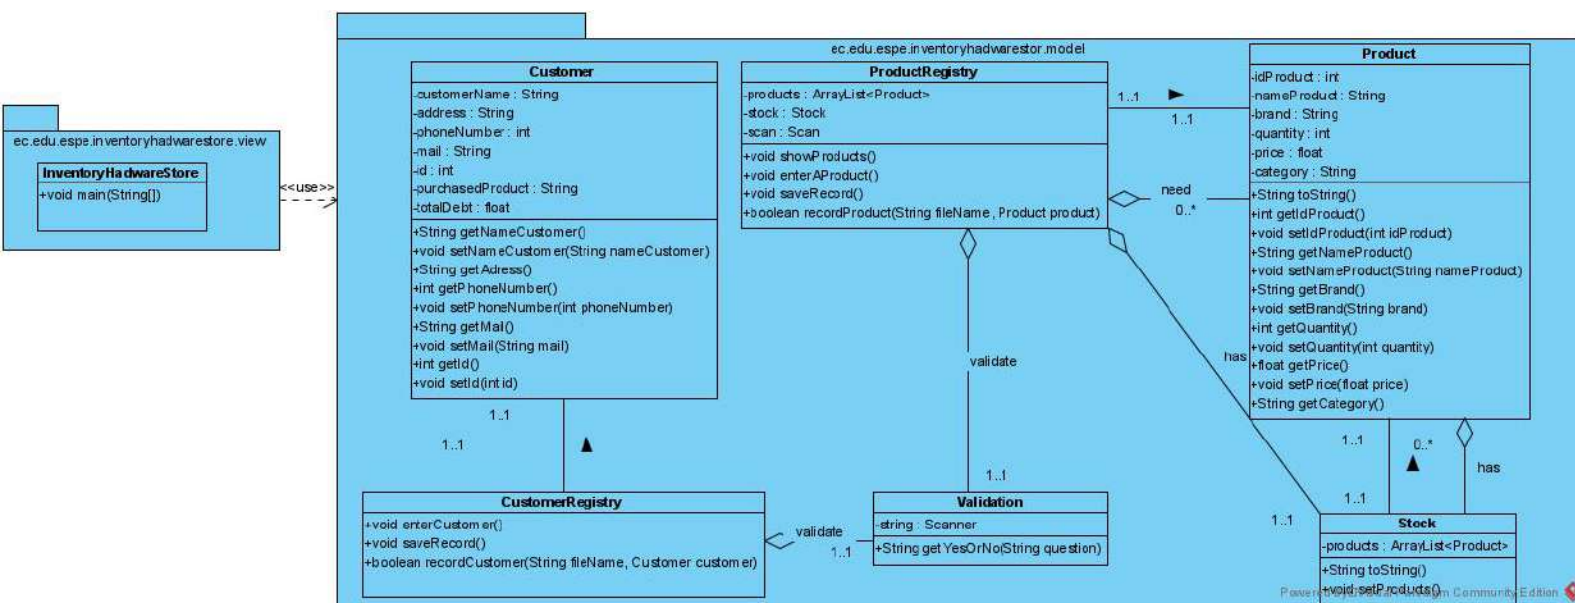 ec.edu.espe.inventoryhadwarestore.view
InventoryHadwareStore
+void main(String[])
<<use>>
ec.edu.espe.inventoryhadwarestor.model
Customer
-customerName : String
-address : String
-phoneNumber : int
-mail : String
-id : int
-purchasedProduct : String
-totalDebt : float
+String getNameCustomer()
+void setNameCustomer(String nameCustomer)
+String getAdress()
+int getPhoneNumber()
+void setPhoneNumber(int phoneNumber)
+String getMail()
+void setMail(String mail)
+int getId()
+void setId(int id)
1..1
1..1
CustomerRegistry
+void enterCustomer()
+void saveRecord()
+boolean recordCustomer(String fileName, Customer customer)
validate
1..1
ProductRegistry
-products : ArrayList<Product>
-stock : Stock
-scan : Scan
+void showProducts()
+void enterAProduct()
+void saveRecord()
+boolean recordProduct(String fileName, Product product)
validate
1..1
Validation
-string : Scanner
+String getYesOrNo(String question)
1..1
1..1
need
0..*
has
1..1
Product
-idProduct : int
-nameProduct : String
-brand : String
-quantity : int
-price : float
-category : String
+String toString()
+int getIdProduct()
+void setIdProduct(int idProduct)
+String getNameProduct()
+void setNameProduct(String nameProduct)
+String getBrand()
+void setBrand(String brand)
+int getQuantity()
+void setQuantity(int quantity)
+float getPrice()
+void setPrice(float price)
+String getCategory()
1..1
0..*
has
1..1
Stock
-products : ArrayList<Product>
+String toString()
+void setProducts()
Powered Community Edition